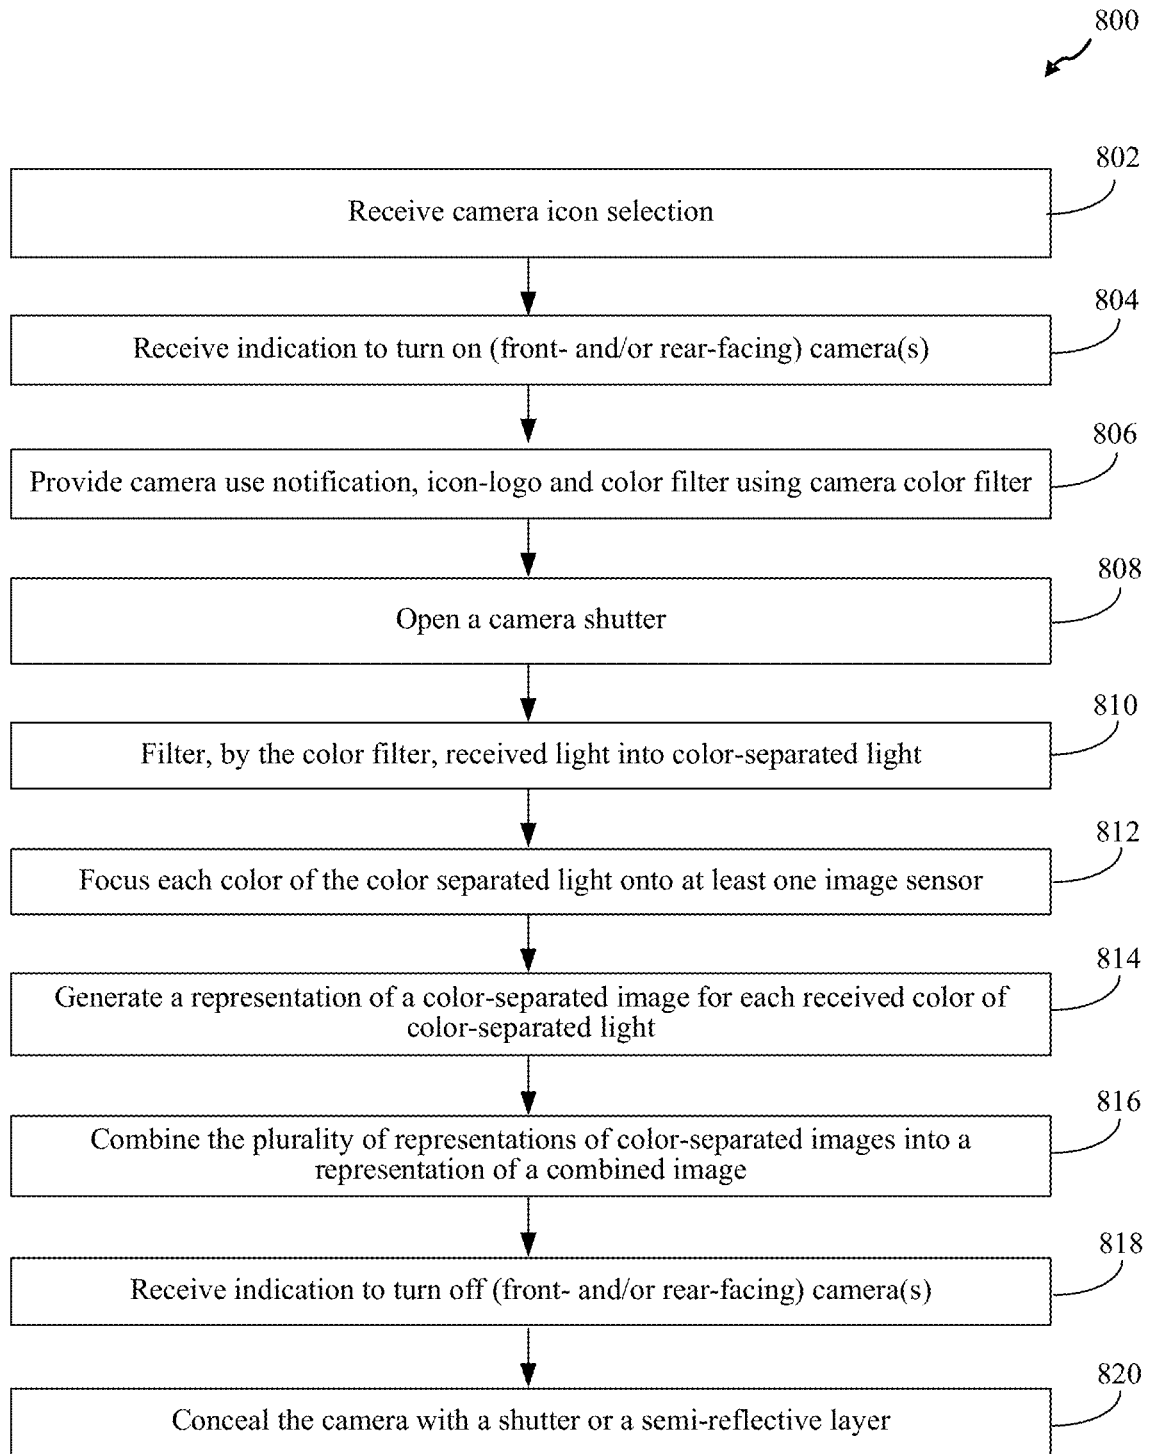 800
802
Receive camera icon selection
804
Receive indication to turn on (front- and/or rear-facing) camera(s)
806
Provide camera use notification, icon-logo and color filter using camera color filter
808
Open a camera shutter
810
Filter, by the color filter, received light into color-separated light
812
Focus each color of the color separated light onto at least one image sensor
814
Generate a representation of a color-separated image for each received color of
color-separated light
816
Combine the plurality of representations of color-separated images into a
representation of a combined image
818
Receive indication to turn off (front- and/or rear-facing) camera(s)
820
Conceal the camera with a shutter or a semi-reflective layer